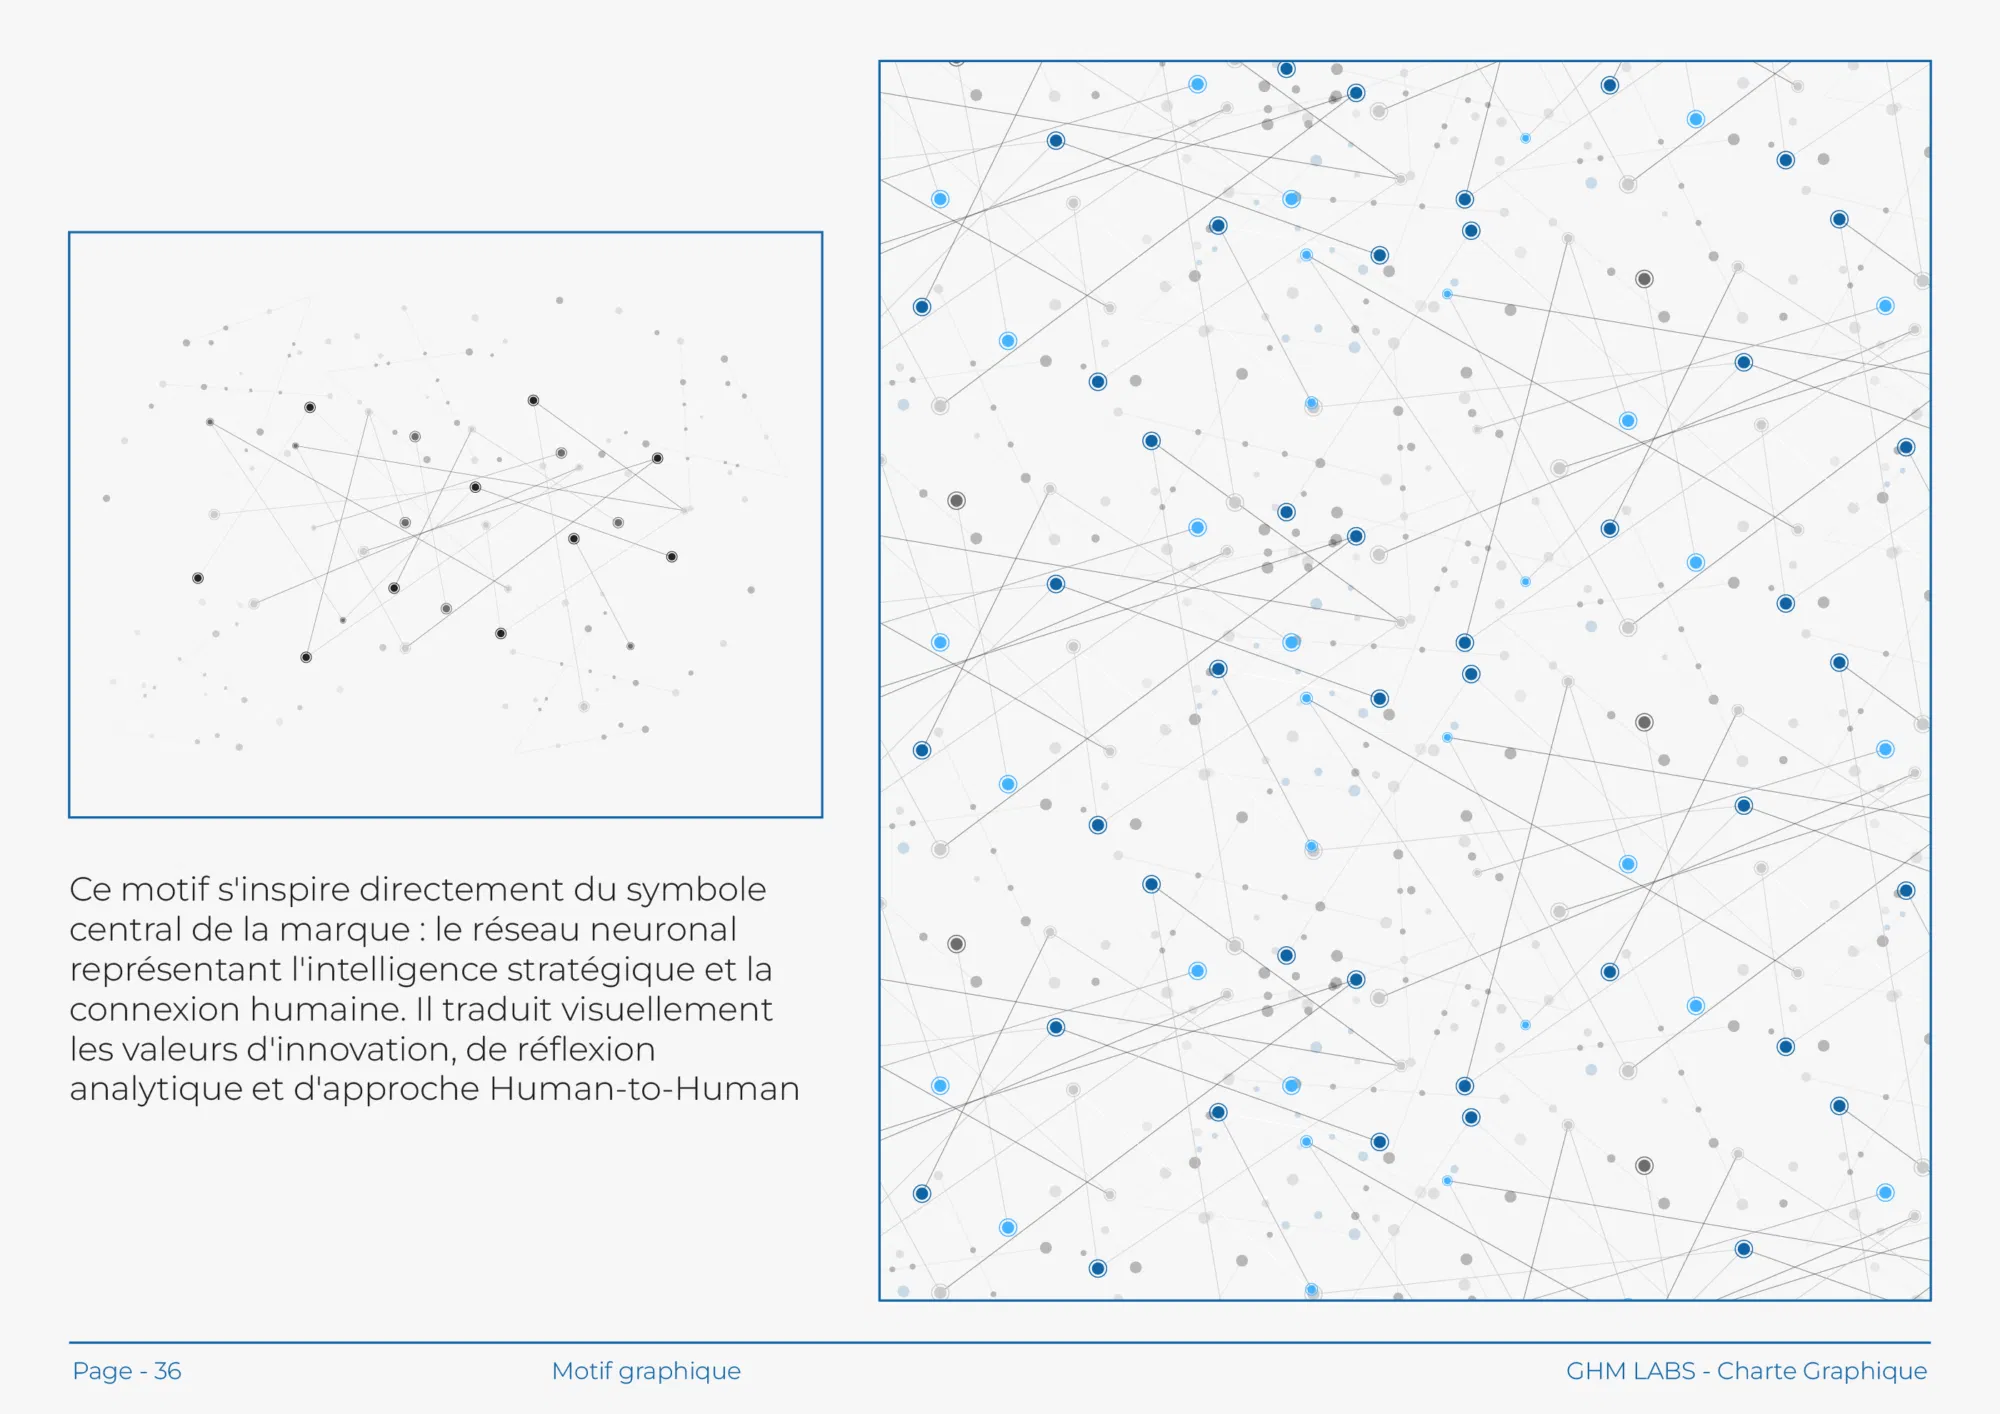 Ce motif s'inspire directement du symbole
central de la marque : le réseau neuronal
représentant l'intelligence stratégique et la
connexion humaine. Il traduit visuellement
les valeurs d'innovation, de réflexion
analytique et d'approche Human-to-Human
Page - 36
Motif graphique
GHM LABS - Charte Graphique